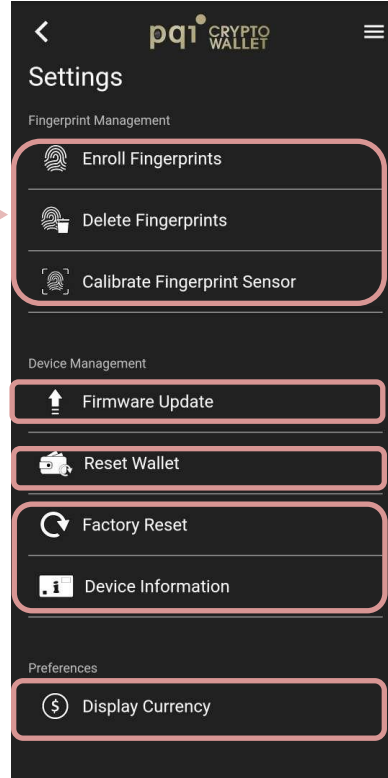 pqi CRYPTO
WALLET
Settings
Fingerprint Management
Enroll Fingerprints
Delete Fingerprints
Calibrate Fingerprint Sensor
Device Management
Firmware Update
Reset Wallet
Factory Reset
Device Information
Preferences
Display Currency